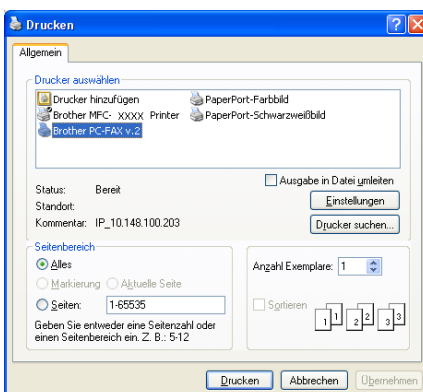 Drucken
Allgemein
Drucker auswählen
Drucker hinzufügen
PaperPort-Farbbild
Brother MFC- XXXX Printer
PaperPort-Schwarzweißbild
Brother PC-FAX v.2
Status: Bereit
Ausgabe in Datei umleiten
Standort:
Einstellungen
Kommentar: IP_10.148.100.203
Drucker suchen...
Seitenbereich
Alles
Anzahl Exemplare: 1
Markierung
Aktuelle Seite
Seiten: 1-65535
Sortieren
Geben Sie entweder eine Seitenzahl oder
einen Seitenbereich ein. Z. B.: 5-12
1 1 2 2 3 3
Drucken
Abbrechen
Übernehmen